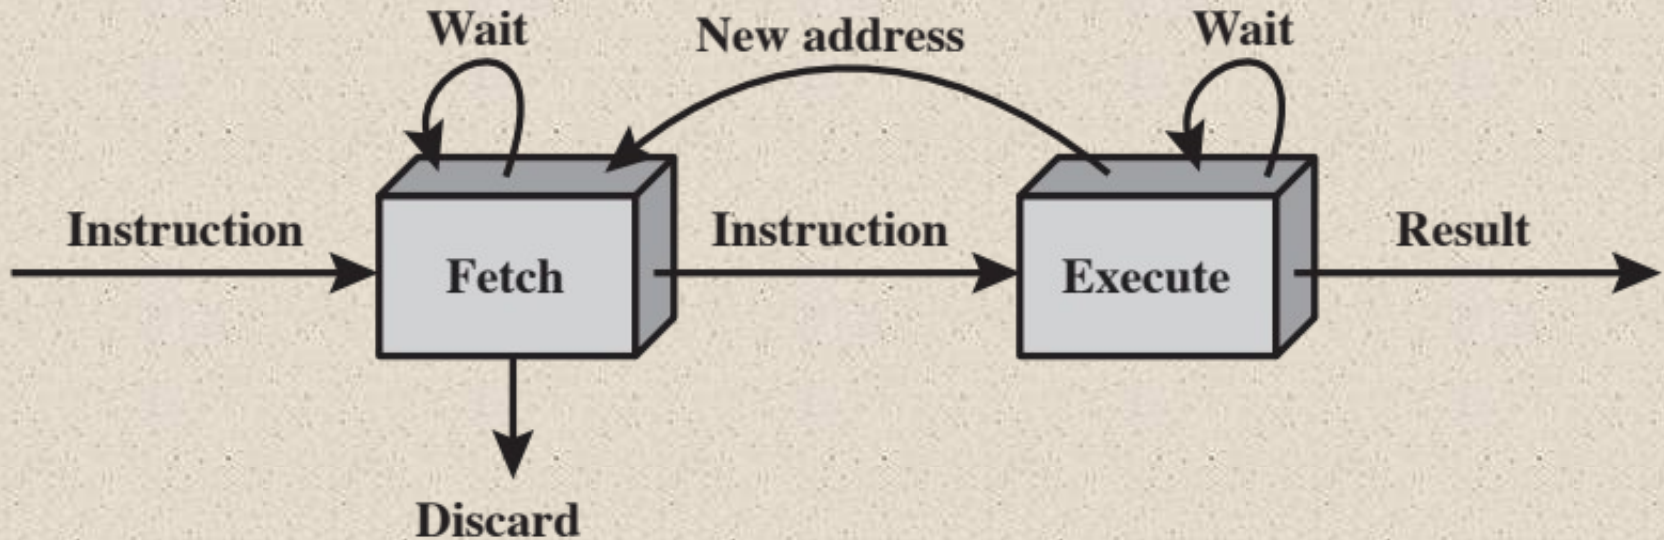 Wait
New address
Wait
Instruction
Fetch
Instruction
Execute
Result
Discard